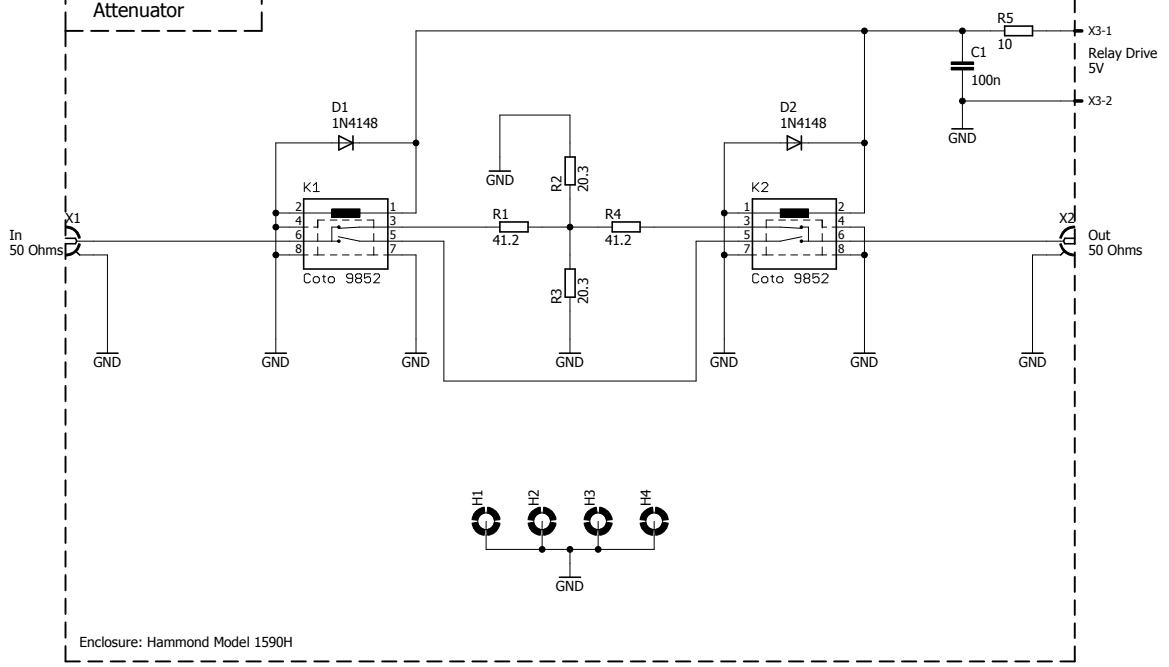 Attenuator
R5
10
X3-1
C1
100n
Relay Drive
5V
X3-2
GND
D1
1N4148
D2
1N4148
GND
R2
20.3
K1
K2
2
4
6
8
1
3
5
7
Coto 9852
R1
41.2
R4
41.2
R3
20.3
1
3
5
7
2
4
6
8
Coto 9852
X1
In
50 Ohms
X2
Out
50 Ohms
GND
GND
GND
GND
GND
GND
GND
H1
H2
H3
H4
GND
Enclosure: Hammond Model 1590H